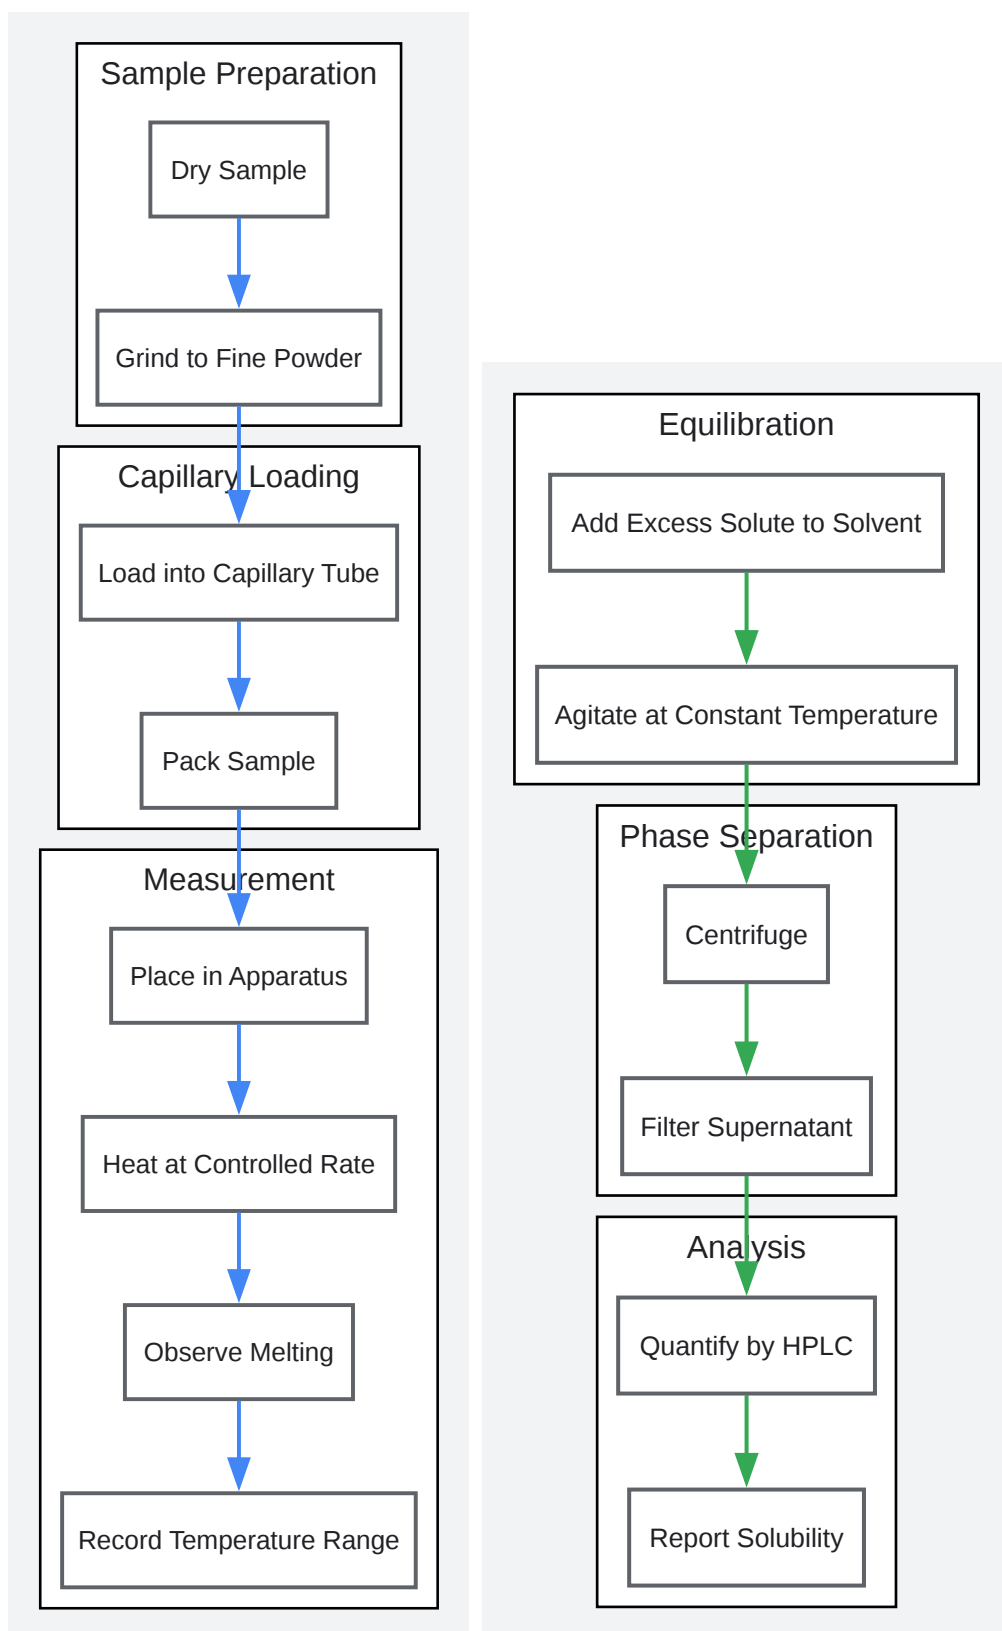 Sample Preparation
Dry Sample
Grind to Fine Powder
Capillary Loading
Load into Capillary Tube
Pack Sample
Measurement
Place in Apparatus
Heat at Controlled Rate
Observe Melting
Record Temperature Range
Equilibration
Add Excess Solute to Solvent
Agitate at Constant Temperature
Phase Separation
Centrifuge
Filter Supernatant
Analysis
Quantify by HPLC
Report Solubility